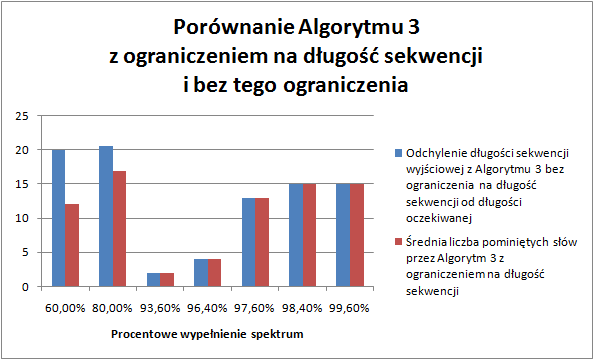 Porównanie Algorytmu 3
z ograniczeniem na długość sekwencji
i bez tego ograniczenia
25
20
15
10
5
0
60,00% 80,00% 93,60% 96,40% 97,60% 98,40% 99,60%
Procentowe wypełnienie spektrum
Odchylenie długości sekwencji
wyjściowej z Algorytmu 3 bez
ograniczenia na długość
sekwencji od długości
oczekiwanej
Średnia liczba pominiętych słów
przez Algorytm 3 z
ograniczeniem na długość
sekwencji